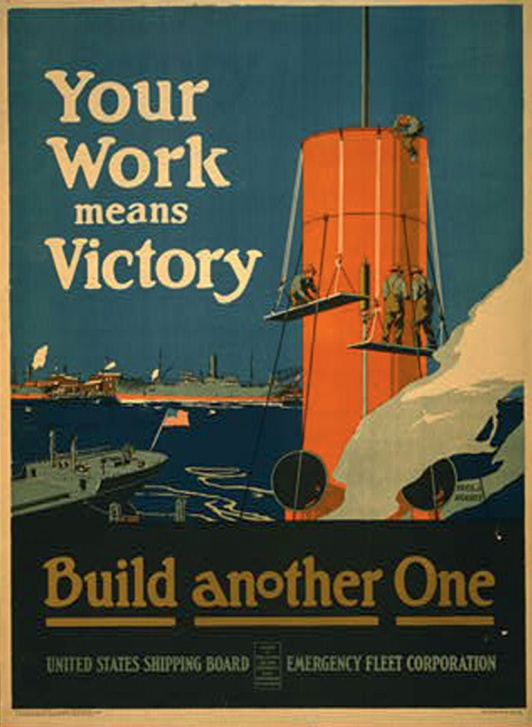 Your
Work
means
Victory
Build another One
UNITED STATES SHIPPING BOARD EMERGENCY FLEET CORPORATION